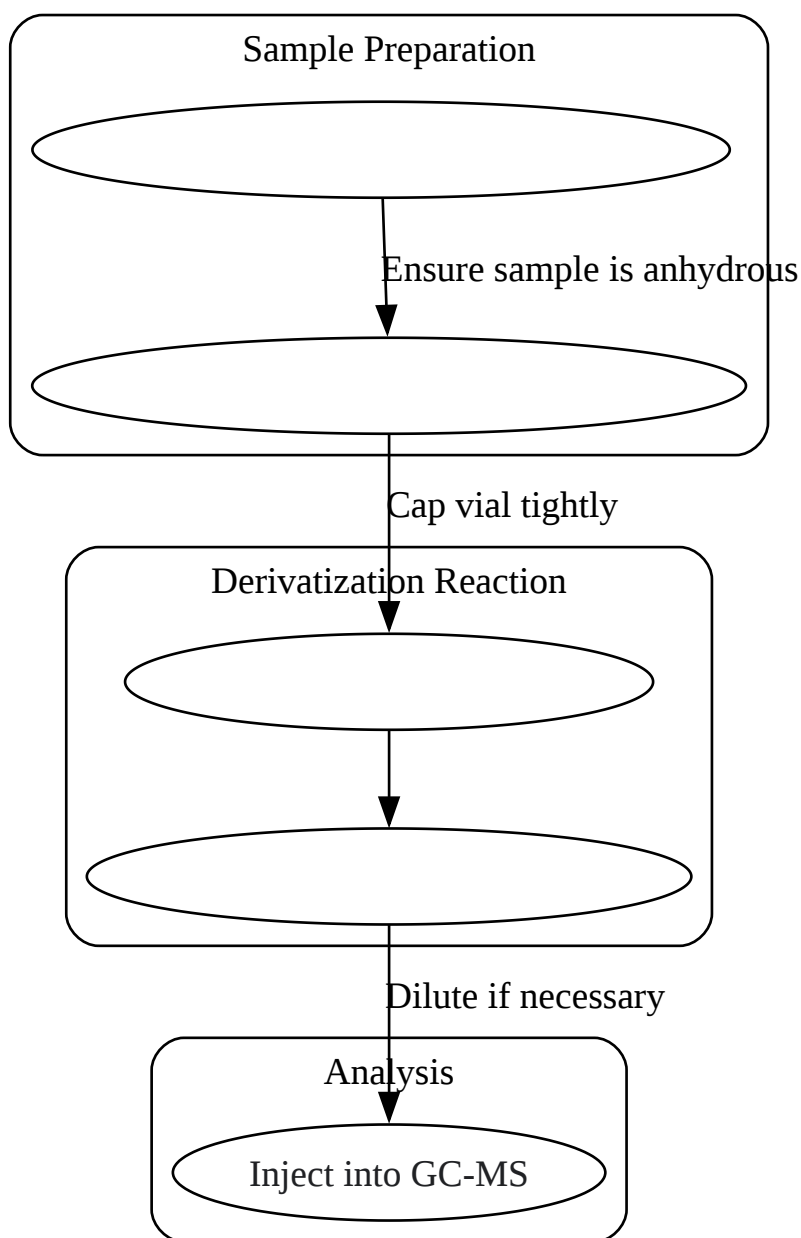 Sample Preparation
Ensure sample is anhydrous
Cap vial tightly
Derivatization Reaction
Dilute if necessary
Analysis
Inject into GC-MS